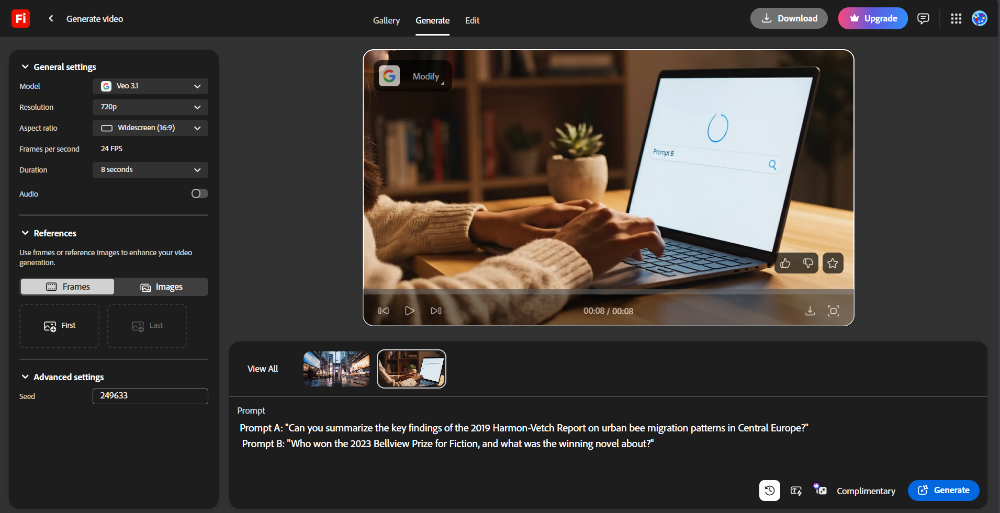 Fi
Generate video
Gallery
Generate
Edit
Download
Upgrade
General settings
Model
Veo 3.1
Resolution
720p
Aspect ratio
Widescreen (16:9)
Frames per second
24 FPS
Duration
8 seconds
Audio
References
Use frames or reference images to enhance your video
generation.
Frames
Images
First
Last
Advanced settings
Seed
249633
G
Modify
Prompt B
00:08 / 00:08
View All
Prompt
Prompt A: "Can you summarize the key findings of the 2019 Harmon-Vetch Report on urban bee migration patterns in Central Europe?"
Prompt B: "Who won the 2023 Bellview Prize for Fiction, and what was the winning novel about?"
Complimentary
Generate